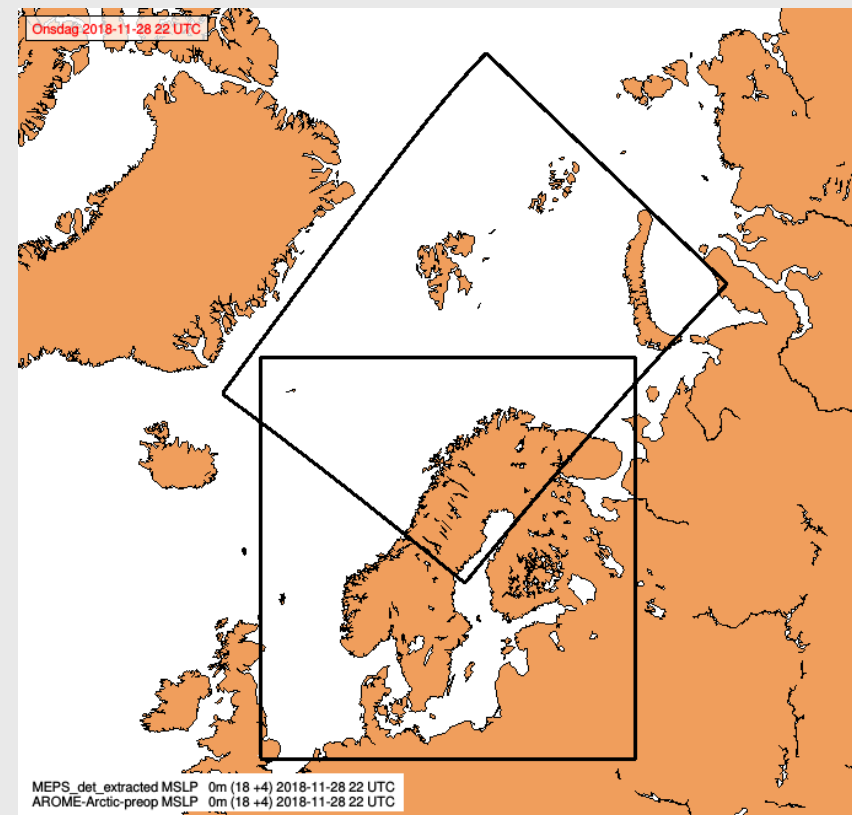 Onsdag 2018-11-28 22 UTC
MEPS_det_extracted MSLP 0m (18 +4) 2018-11-28 22 UTC
AROME-Arctic-preop MSLP 0m (18 +4) 2018-11-28 22 UTC